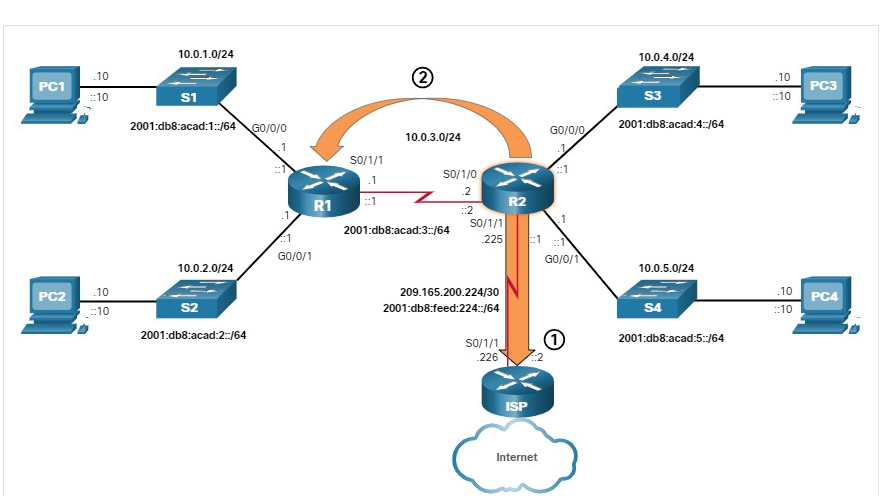 10.0.1.0/24
10.0.4.0/24
PC1
.10
::10
S1
2
S3
.10
::10
PC3
2001:db8:acad:1::/64
G0/0/0
.1
::1
10.0.3.0/24
G0/0/0
.1
::1
2001:db8:acad:4::/64
S0/1/1
.1
::1
R1
S0/1/0
.2
::2
R2
2001:db8:acad:3::/64
.1
::1
G0/0/1
S0/1/1
.225
::1
.1
::1
G0/0/1
10.0.2.0/24
10.0.5.0/24
PC2
.10
::10
S2
209.165.200.224/30
2001:db8:feed:224::/64
S4
.10
::10
PC4
2001:db8:acad:2::/64
2001:db8:acad:5::/64
S0/1/1
.226
::2
1
ISP
Internet